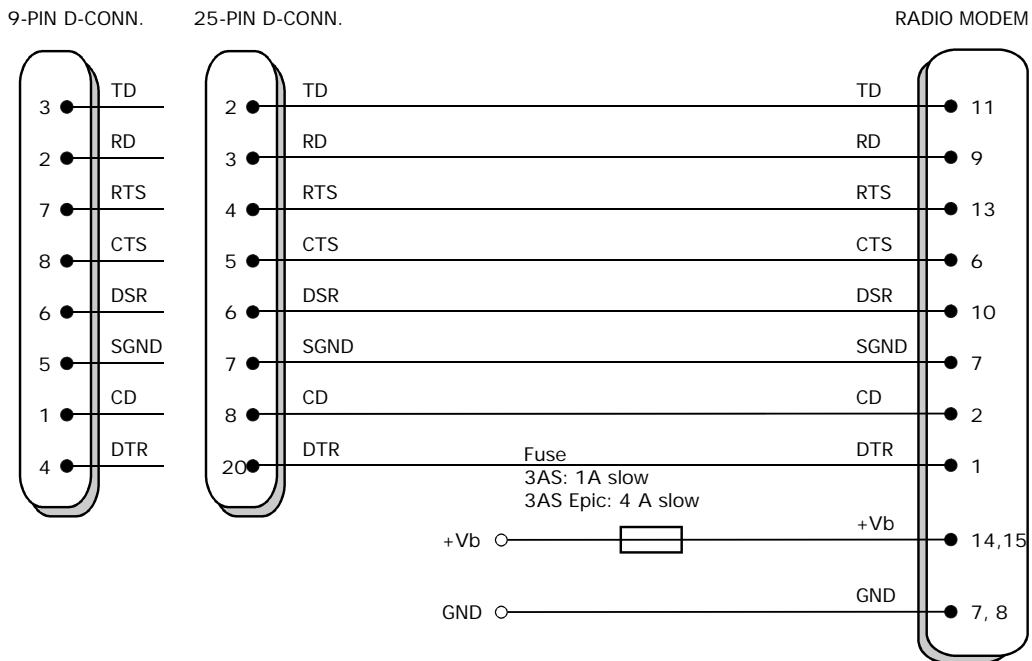 9-PIN D-CONN. 25-PIN D-CONN. RADIO MODEM
3 TD 2 TD TD 11
2 RD 3 RD RD 9
7 RTS 4 RTS RTS 13
8 CTS 5 CTS CTS 6
6 DSR 6 DSR DSR 10
5 SGND 7 SGND SGND 7
1 CD 8 CD CD 2
4 DTR 20 DTR DTR 1
Fuse
3AS: 1A slow
3AS Epic: 4 A slow
+Vb +Vb 14,15
GND GND 7, 8